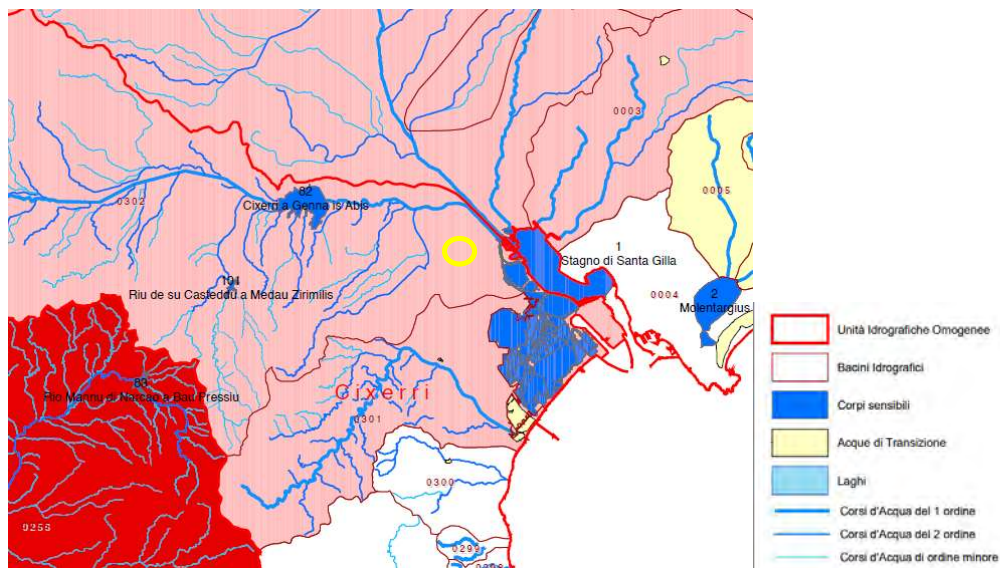 0003
0005
82
0302
Cixerri a Genna Is Abis
1
Stagno di Santa Gilla
101
Riu de su Casteddu a Medau Zirimilis
0004
2
Molentargius
83
Rio Mannu di Narcao a Bau Pressiu
Cixerri
0301
0300
0256
0299
Unità Idrografiche Omogenee
Bacini Idrografici
Corpi sensibili
Acque di Transizione
Laghi
Corsi d'Acqua del 1 ordine
Corsi d'Acqua del 2 ordine
Corsi d'Acqua di ordine minore